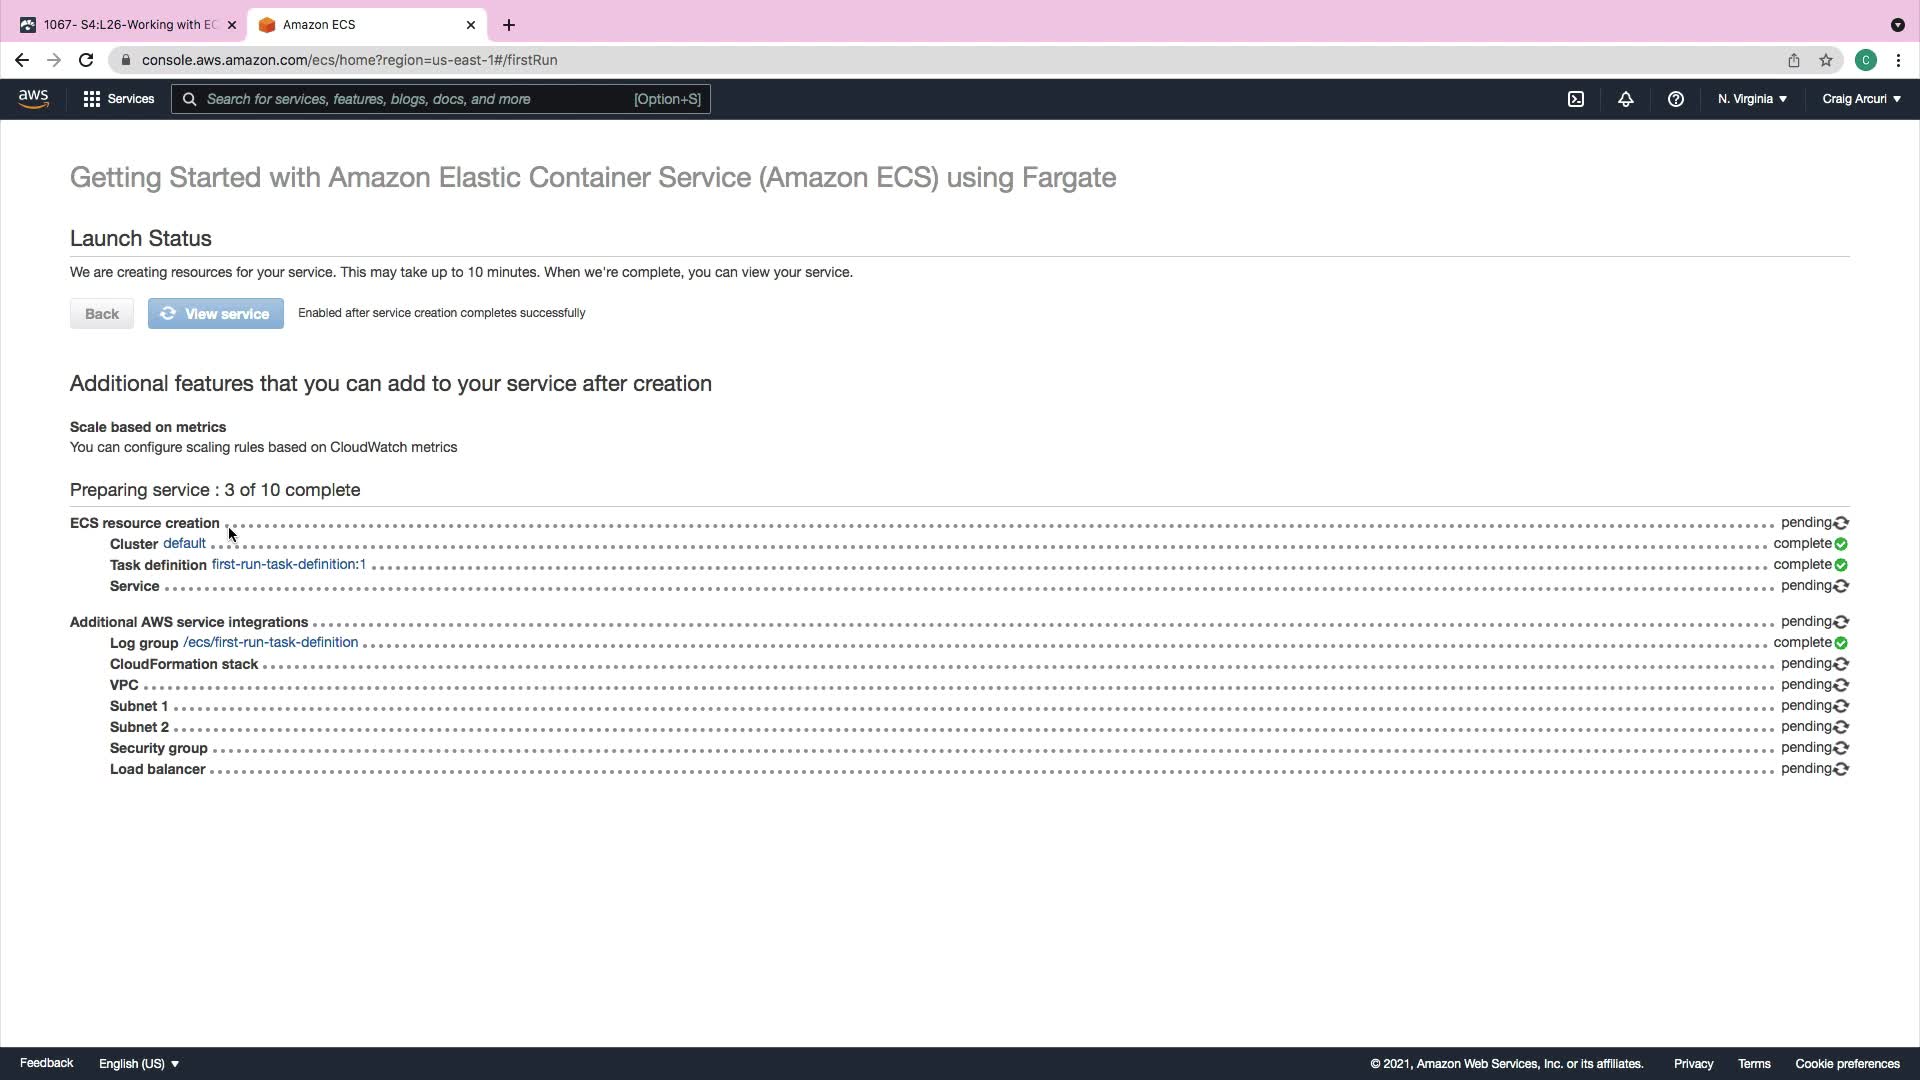 1067- S4:L26-Working with EC
Amazon ECS
console.aws.amazon.com/ecs/home?region=us-east-1#/firstRun
C
aws
Services
Search for services, features, blogs, docs, and more
[Option+S]
N. Virginia
Craig Arcuri
Getting Started with Amazon Elastic Container Service (Amazon ECS) using Fargate
Launch Status
We are creating resources for your service. This may take up to 10 minutes. When we're complete, you can view your service.
Back
View service
Enabled after service creation completes successfully
Additional features that you can add to your service after creation
Scale based on metrics
You can configure scaling rules based on CloudWatch metrics
Preparing service : 3 of 10 complete
ECS resource creation pending
Cluster default complete
Task definition first-run-task-definition:1 complete
Service pending
Additional AWS service integrations pending
Log group /ecs/first-run-task-definition complete
CloudFormation stack pending
VPC pending
Subnet 1 pending
Subnet 2 pending
Security group pending
Load balancer pending
Feedback
English (US)
© 2021, Amazon Web Services, Inc. or its affiliates.
Privacy
Terms
Cookie preferences